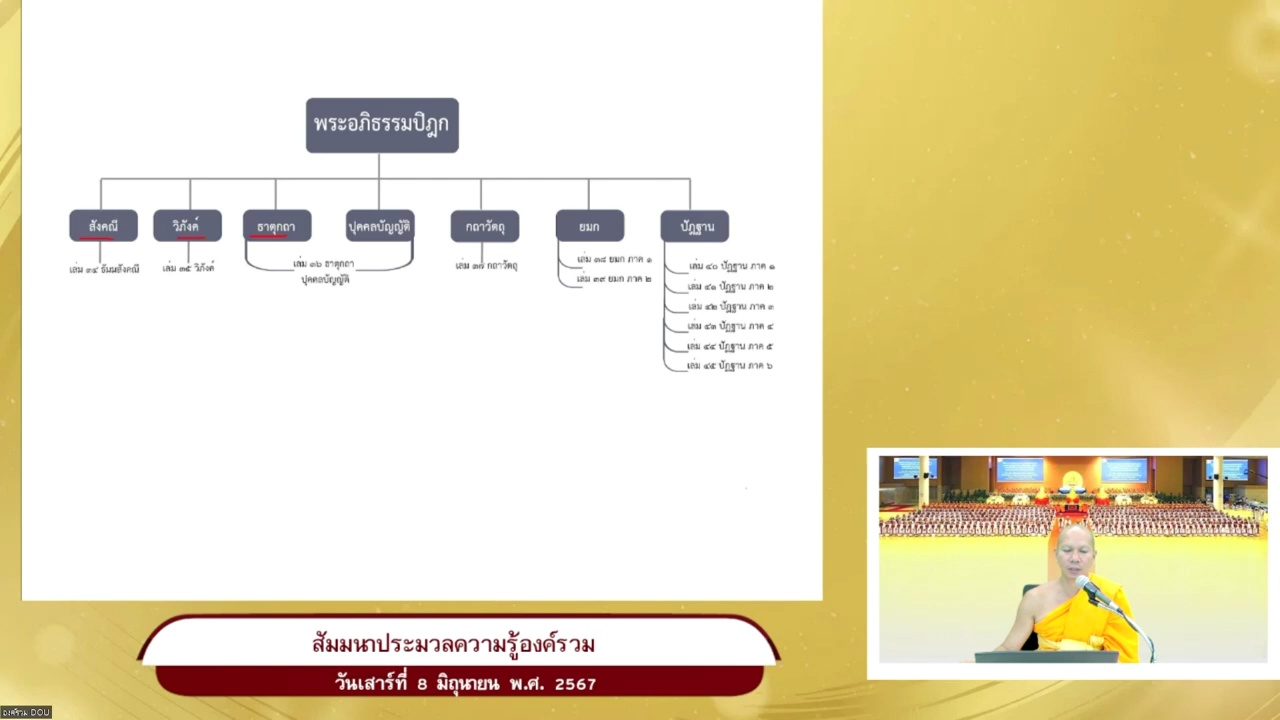 พระอภิธรรมปิฎก
สังคณี
วิภังค์
ธาตุกถา
ปุคคลบัญญัติ
กถาวัตถุ
ยมก
ปัฏฐาน
เล่ม ๓๔ ธัมมสังคณี
เล่ม ๓๕ วิภังค์
เล่ม ๓๖ ธาตุกถา
ปุคคลบัญญัติ
เล่ม ๓๗ กถาวัตถุ
เล่ม ๓๘ ยมก ภาค ๑
เล่ม ๓๙ ยมก ภาค ๒
เล่ม ๔๐ ปัฏฐาน ภาค ๑
เล่ม ๔๑ ปัฏฐาน ภาค ๒
เล่ม ๔๒ ปัฏฐาน ภาค ๓
เล่ม ๔๓ ปัฏฐาน ภาค ๔
เล่ม ๔๔ ปัฏฐาน ภาค ๕
เล่ม ๔๕ ปัฏฐาน ภาค ๖
สัมมนาประมวลความรู้องค์รวม
วันเสาร์ที่ 8 มิถุนายน พ.ศ. 2567
องค์รวม DOU